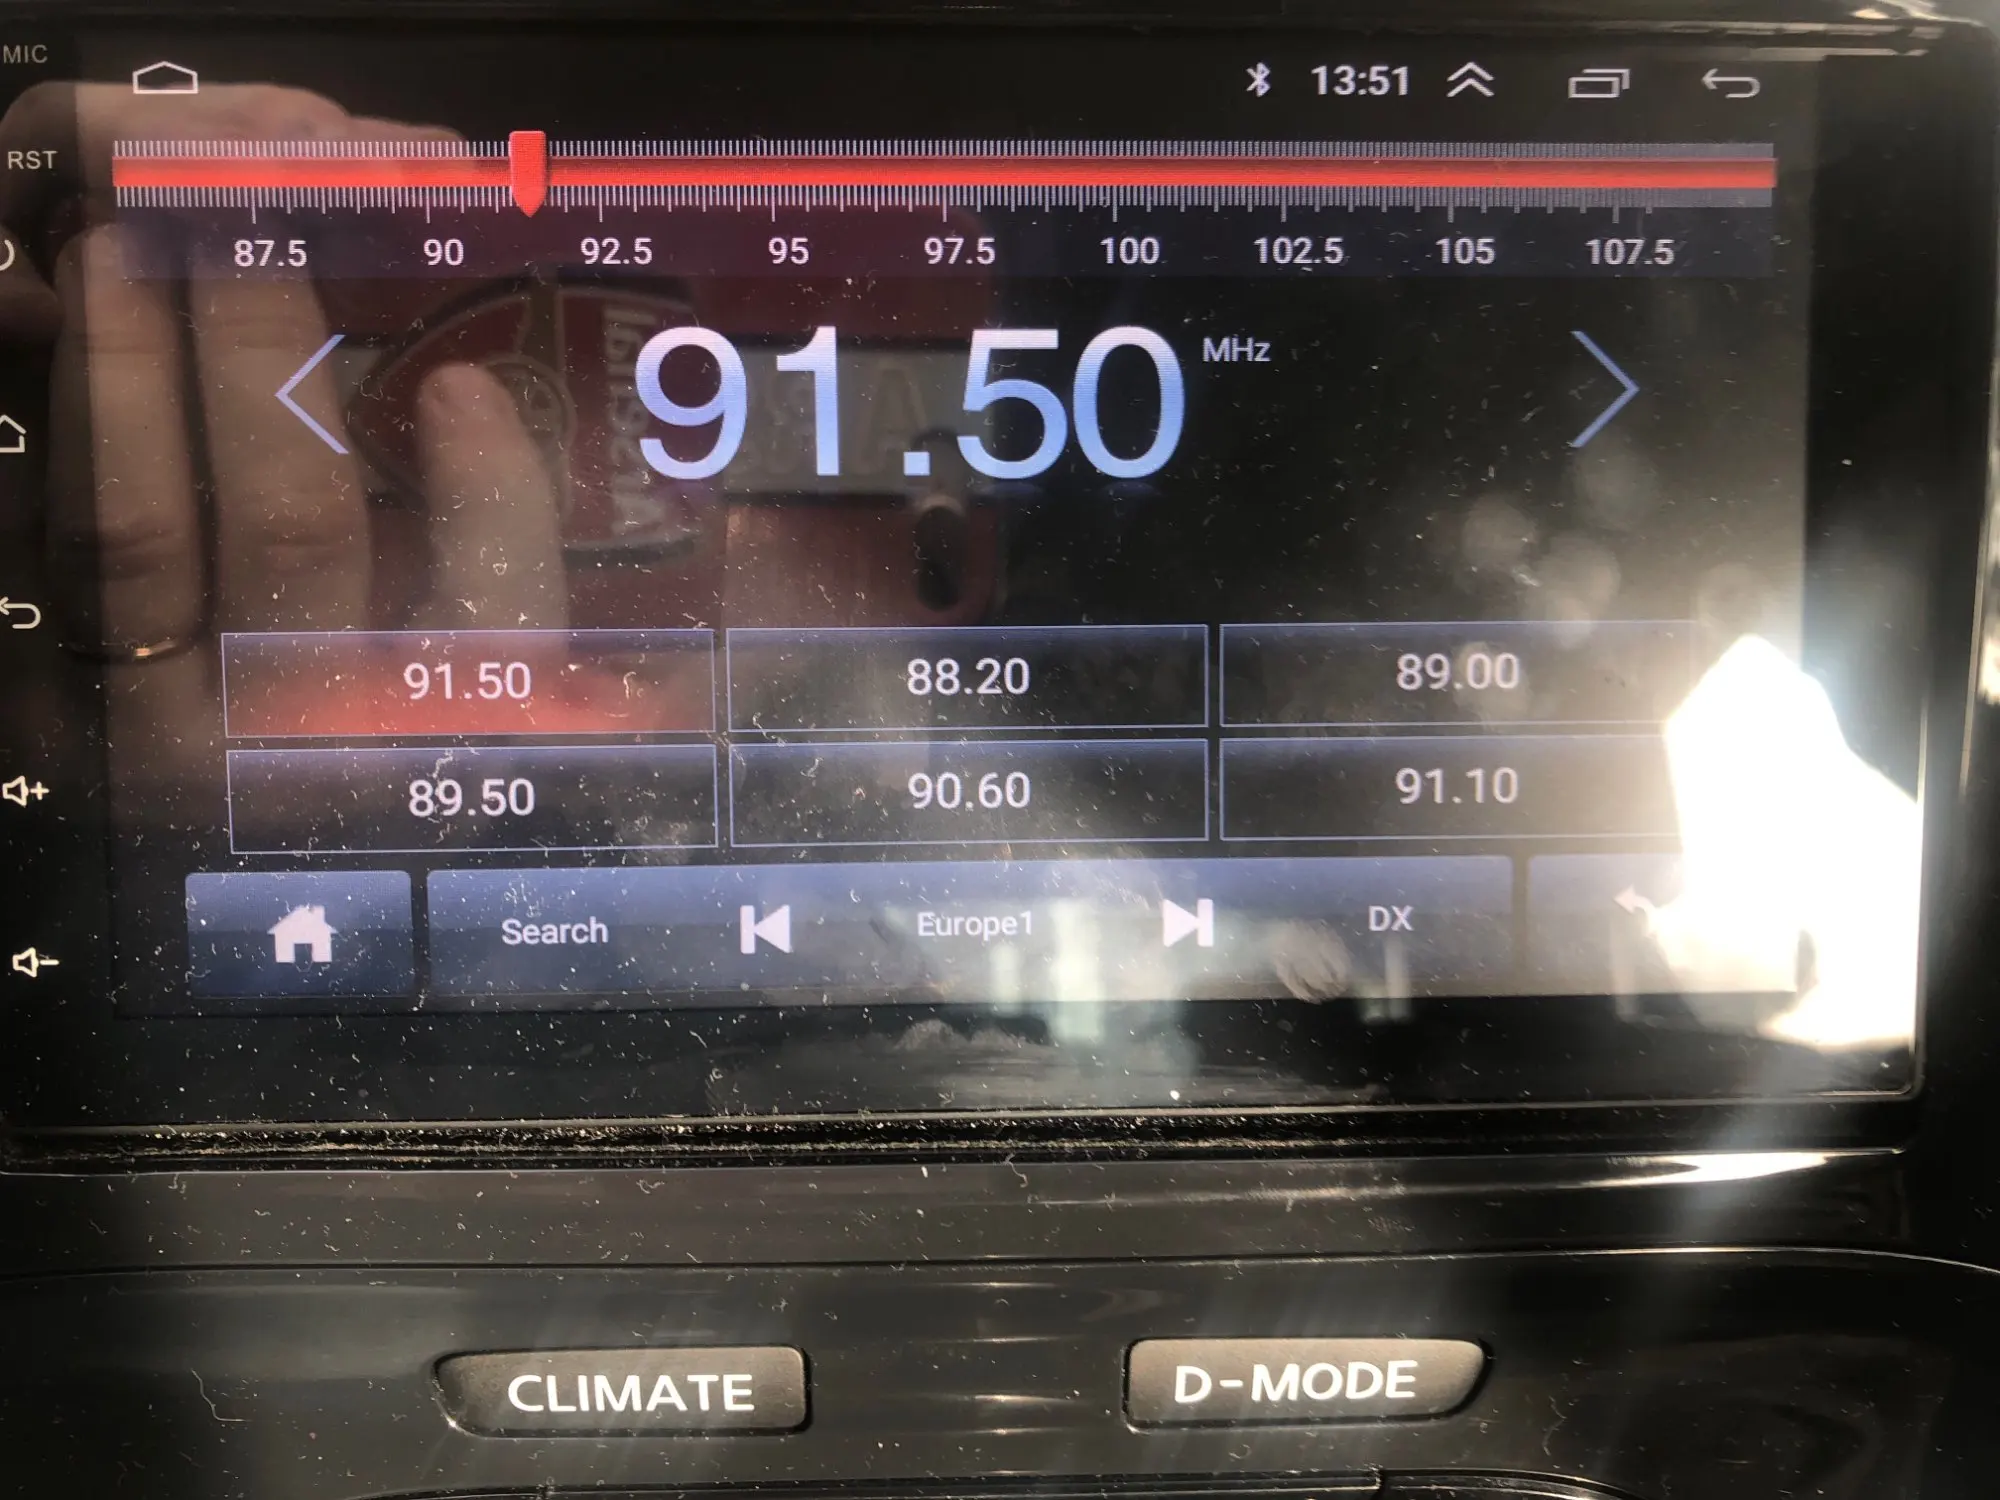 MIC
13:51
RST
87.5 90 92.5 95 97.5 100 102.5 105 107.5
91.50 MHz
91.50 88.20 89.00
89.50 90.60 91.10
Search Europe1 DX
CLIMATE D-MODE